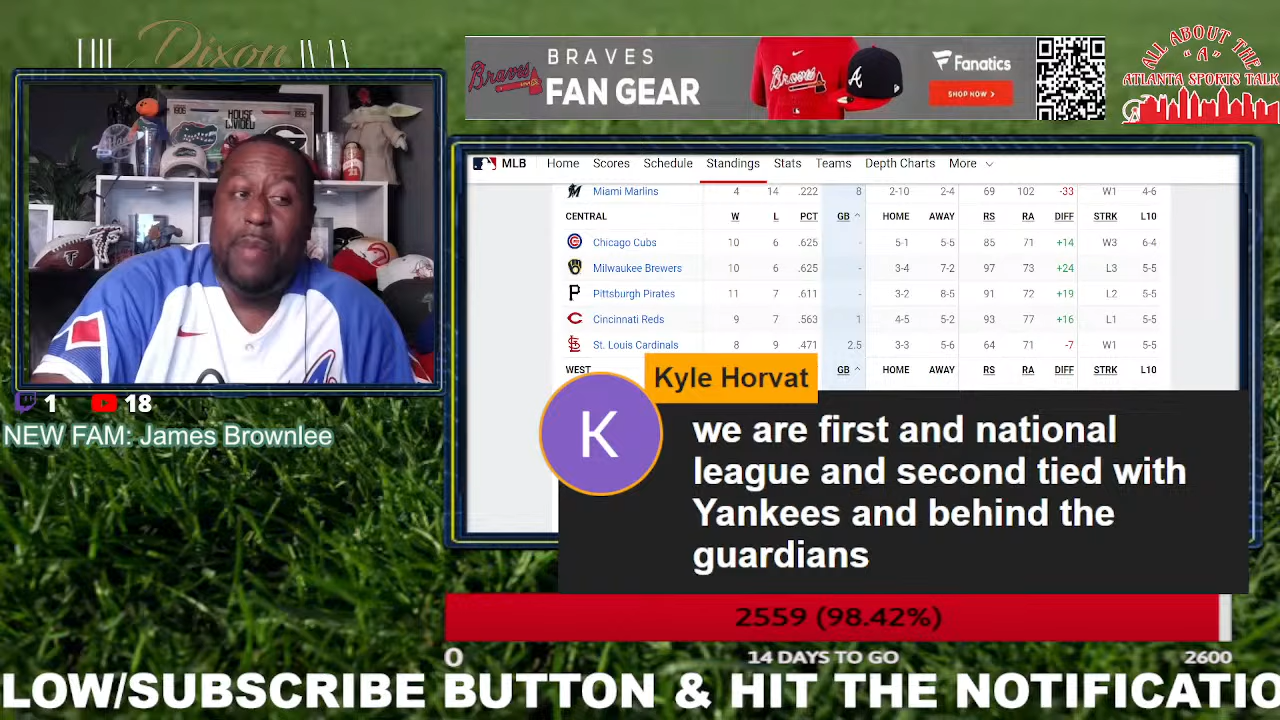 Dixon
BRAVES
FAN GEAR
Braves
Braves
A
Fanatics
SHOP NOW >
ALL ABOUT THE
"A"
ATLANTA SPORTS TALK
HOUSE
DIVIDED
MLB Home Scores Schedule Standings Stats Teams Depth Charts More
Miami Marlins 4 14 .222 8 2-10 2-4 69 102 -33 W1 4-6
CENTRAL W L PCT GB HOME AWAY RS RA DIFF STRK L10
Chicago Cubs 10 6 .625 - 5-1 5-5 85 71 +14 W3 6-4
Milwaukee Brewers 10 6 .625 - 3-4 7-2 97 73 +24 L3 5-5
Pittsburgh Pirates 11 7 .611 - 3-2 8-5 91 72 +19 L2 5-5
Cincinnati Reds 9 7 .563 1 4-5 5-2 93 77 +16 L1 5-5
St. Louis Cardinals 8 9 .471 2.5 3-3 5-6 64 71 -7 W1 5-5
WEST GB HOME AWAY RS RA DIFF STRK L10
Kyle Horvat
K
we are first and national
league and second tied with
Yankees and behind the
guardians
1 18
NEW FAM: James Brownlee
2559 (98.42%)
0 14 DAYS TO GO 2600
LOW/SUBSCRIBE BUTTON & HIT THE NOTIFICATIO